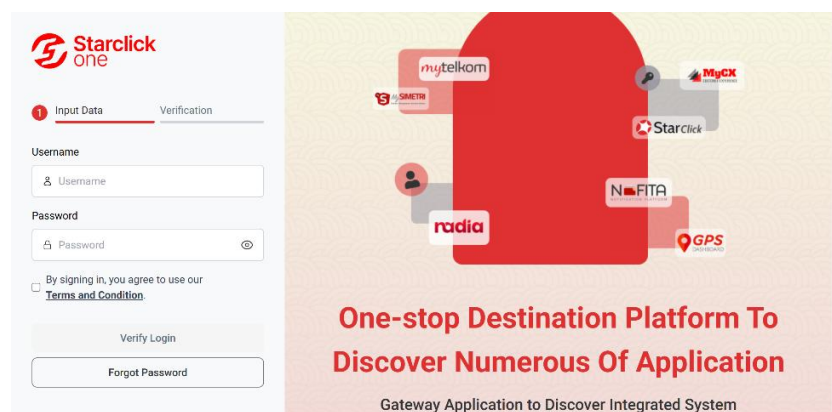 Starclick
one
1 Input Data
Verification
Username
Username
Password
Password
By signing in, you agree to use our
Terms and Condition.
Verify Login
Forgot Password
mytelkom
MySIMETRI
MyCX
StarClick
NFITA
radia
GPS
DASHBOARD
One-stop Destination Platform To
Discover Numerous Of Application
Gateway Application to Discover Integrated System